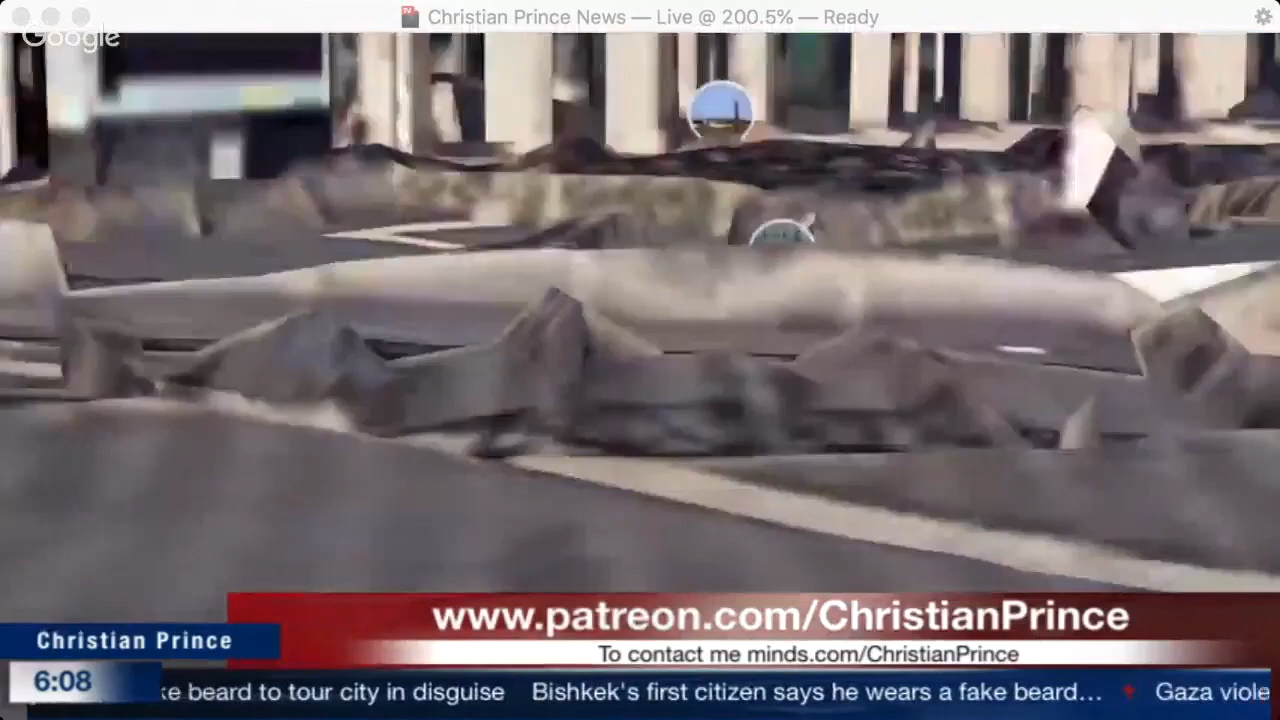 Christian Prince News — Live @ 200.5% — Ready
Google
www.patreon.com/ChristianPrince
Christian Prince
To contact me minds.com/ChristianPrince
6:08
ke beard to tour city in disguise Bishkek's first citizen says he wears a fake beard... Gaza viole